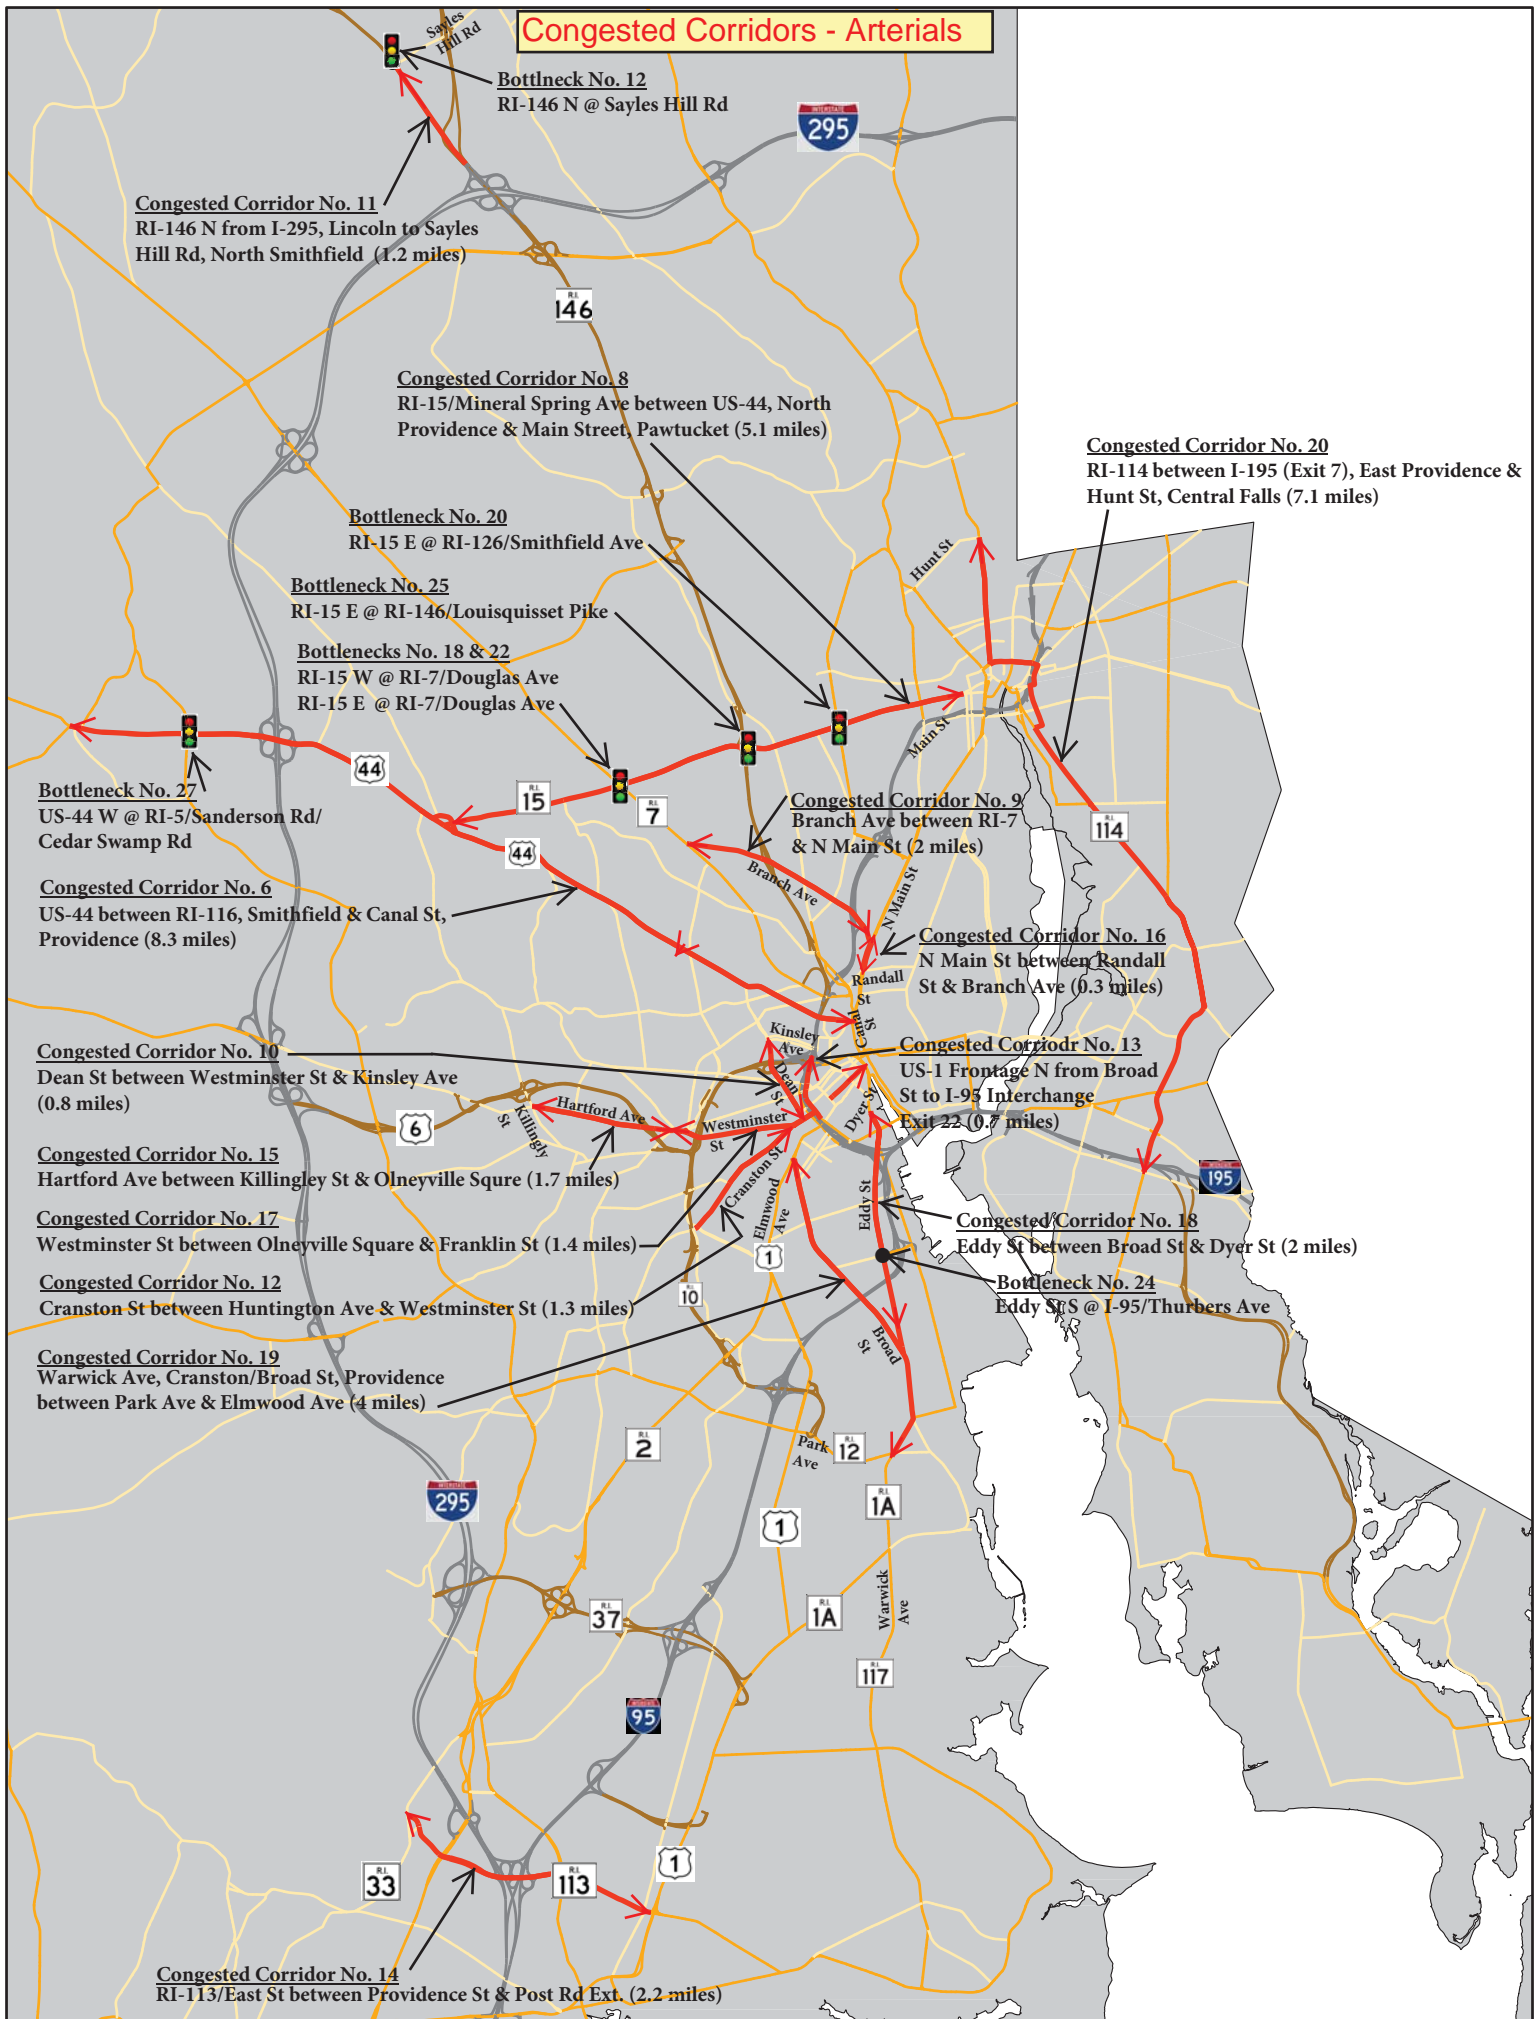 Congested Corridors - Arterials
Sayles
Hill Rd
Bottlneck No. 12
RI-146 N @ Sayles Hill Rd
INTERSTATE
295
Congested Corridor No. 11
RI-146 N from I-295, Lincoln to Sayles
Hill Rd, North Smithfield (1.2 miles)
R.I.
146
Congested Corridor No. 8
RI-15/Mineral Spring Ave between US-44, North
Providence & Main Street, Pawtucket (5.1 miles)
Congested Corridor No. 20
RI-114 between I-195 (Exit 7), East Providence &
Hunt St, Central Falls (7.1 miles)
Bottleneck No. 20
RI-15 E @ RI-126/Smithfield Ave
Hunt St
Bottleneck No. 25
RI-15 E @ RI-146/Louisquisset Pike
Bottlenecks No. 18 & 22
RI-15 W @ RI-7/Douglas Ave
RI-15 E @ RI-7/Douglas Ave
Main St
44
Bottleneck No. 27
US-44 W @ RI-5/Sanderson Rd/
Cedar Swamp Rd
R.I.
15
R.I.
7
Congested Corridor No. 9
Branch Ave between RI-7
& N Main St (2 miles)
R.I.
114
44
Branch Ave
N Main St
Congested Corridor No. 6
US-44 between RI-116, Smithfield & Canal St,
Providence (8.3 miles)
Congested Corridor No. 16
N Main St between Randall
St & Branch Ave (0.3 miles)
Randall
St
Canal
St
Kinsley
Ave
Congested Corridor No. 10
Dean St between Westminster St & Kinsley Ave
(0.8 miles)
Congested Corriodr No. 13
US-1 Frontage N from Broad
St to I-95 Interchange
Exit 22 (0.7 miles)
Dean
St
Dyer St
6
Killingly
St
Hartford Ave
Westminster
St
Congested Corridor No. 15
Hartford Ave between Killingley St & Olneyville Squre (1.7 miles)
Cranston St
Elmwood
Ave
Eddy St
INTERSTATE
195
Congested Corridor No. 17
Westminster St between Olneyville Square & Franklin St (1.4 miles)
Congested Corridor No. 18
Eddy St between Broad St & Dyer St (2 miles)
1
Congested Corridor No. 12
Cranston St between Huntington Ave & Westminster St (1.3 miles)
R.I.
10
Bottleneck No. 24
Eddy St S @ I-95/Thurbers Ave
Broad
St
Congested Corridor No. 19
Warwick Ave, Cranston/Broad St, Providence
between Park Ave & Elmwood Ave (4 miles)
R.I.
2
Park
Ave
R.I.
12
INTERSTATE
295
R.I.
1A
1
Warwick
Ave
R.I.
37
R.I.
1A
R.I.
117
INTERSTATE
95
1
R.I.
33
R.I.
113
Congested Corridor No. 14
RI-113/East St between Providence St & Post Rd Ext. (2.2 miles)